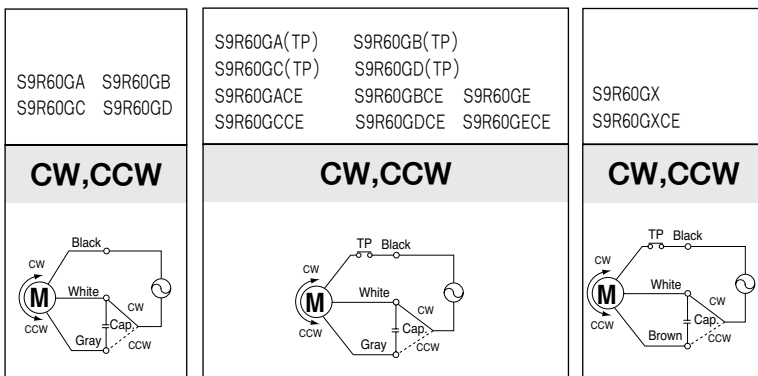 S9R60GA S9R60GB
S9R60GC S9R60GD
CW,CCW
Black
CW
M
White
CW
Cap.
CCW
Gray
CCW
S9R60GA(TP) S9R60GB(TP)
S9R60GC(TP) S9R60GD(TP)
S9R60GACE S9R60GBCE S9R60GE
S9R60GCCE S9R60GDCE S9R60GECE
CW,CCW
TP Black
CW
M
White
CW
Cap.
CCW
Gray
CCW
S9R60GX
S9R60GXCE
CW,CCW
TP Black
CW
M
White
CW
Cap.
CCW
Brown
CCW